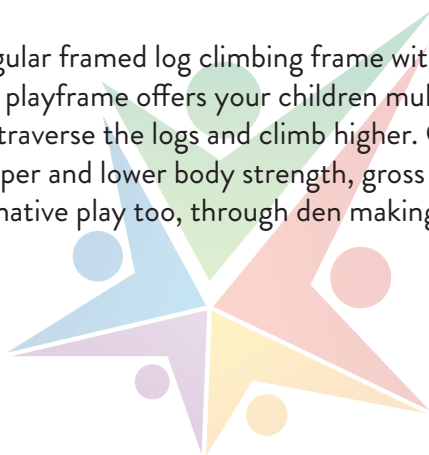 gular framed log climbing frame wit
playframe offers your children mul
traverse the logs and climb higher.
per and lower body strength, gross
native play too, through den making